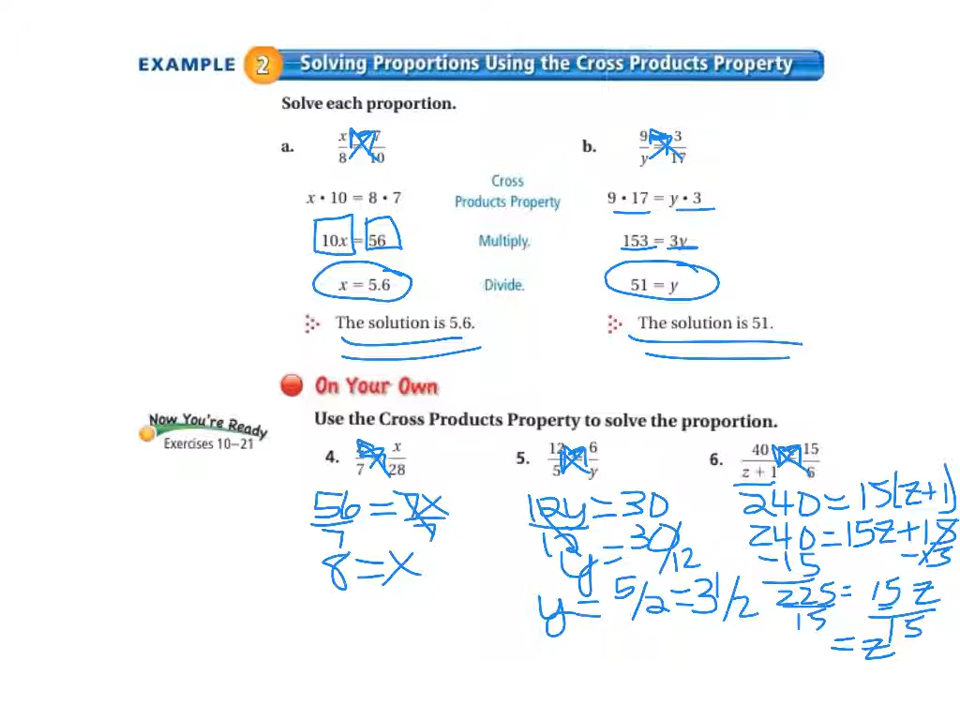 EXAMPLE 2 Solving Proportions Using the Cross Products Property
Solve each proportion.
a. x/8 = 7/10
b. 9/y = 3/17
x • 10 = 8 • 7 Cross Products Property 9 • 17 = y • 3
10x = 56 Multiply. 153 = 3y
x = 5.6 Divide. 51 = y
The solution is 5.6. The solution is 51.
On Your Own
Now You're Ready
Exercises 10–21
Use the Cross Products Property to solve the proportion.
4. /7 x/28
5. 12/5 = 6/y
6. 40/z + 1 15/6
56 = 7x
7 7
8 = x
12y = 30
12
y = 30/12
y = 5/2 = 3 1/2
240 = 15(z+1)
240 = 15z + 15
-15 -15
225 = 15z
15 15
= z